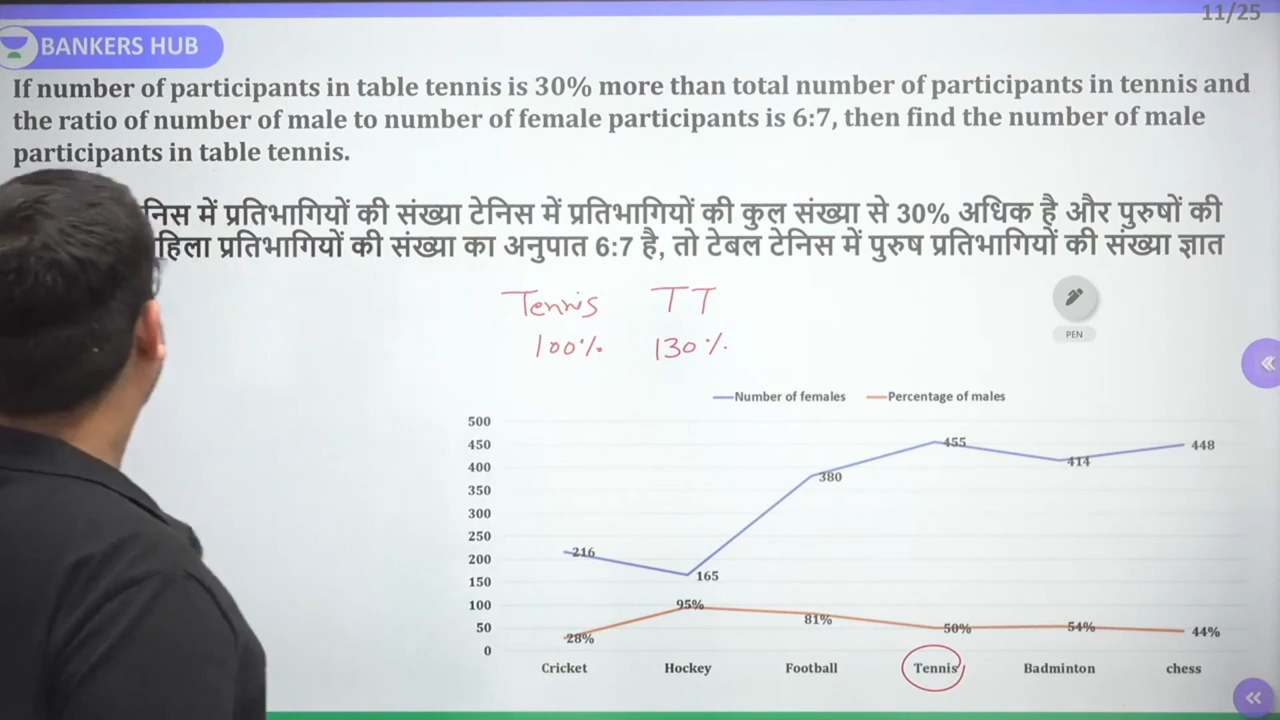 11/25
BANKERS HUB
If number of participants in table tennis is 30% more than total number of participants in tennis and
the ratio of number of male to number of female participants is 6:7, then find the number of male
participants in table tennis.
में प्रतिभागियों की संख्या टेनिस में प्रतिभागियों की कुल संख्या से 30% अधिक है और पुरुषों की
प्रतिभागियों की संख्या का अनुपात 6:7 है, तो टेबल टेनिस में पुरुष प्रतिभागियों की संख्या ज्ञात
Tennis TT
100% 130%
PEN
Number of females Percentage of males
500
450
400
350
300
250
200
150
100
50
0
216
165
380
455
414
448
28%
95%
81%
50%
54%
44%
Cricket Hockey Football Tennis Badminton chess